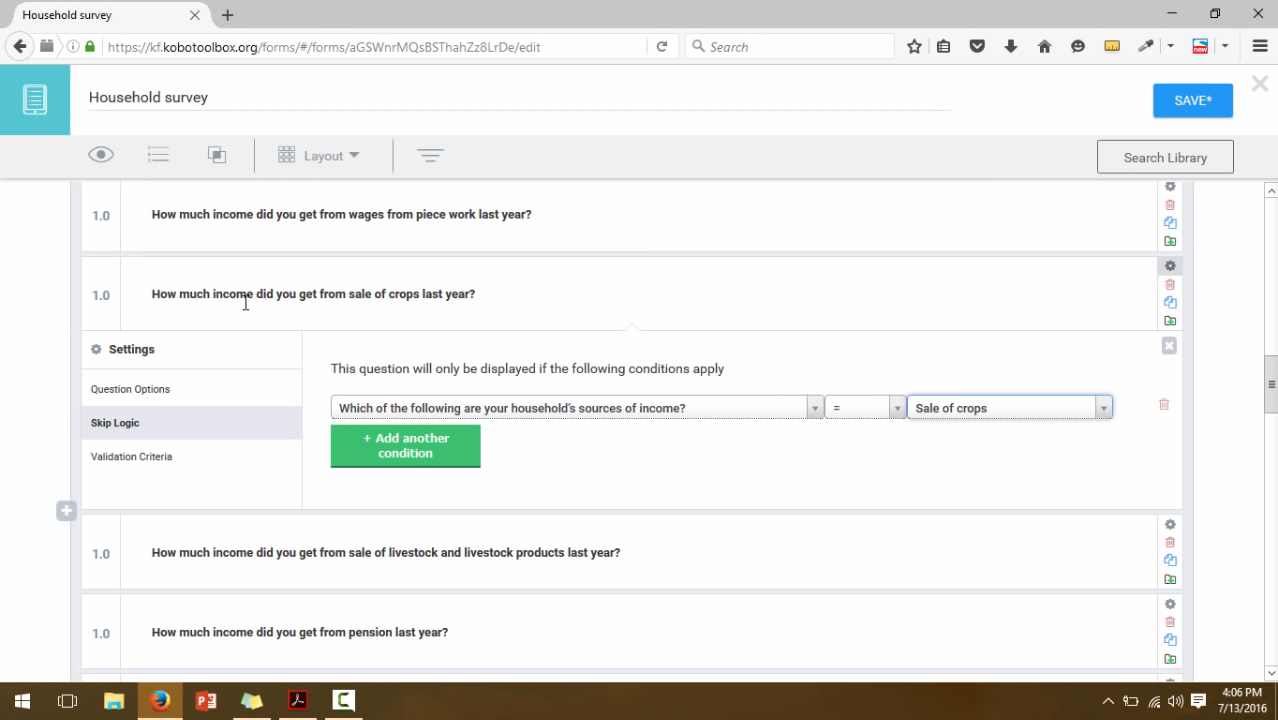 Household survey
https://kf.kobotoolbox.org/forms/#/forms/aGSWnrMQsBSThahZz8LrDe/edit
Search
new
Household survey
SAVE*
Layout
Search Library
1.0 How much income did you get from wages from piece work last year?
1.0 How much income did you get from sale of crops last year?
Settings
Question Options
Skip Logic
Validation Criteria
This question will only be displayed if the following conditions apply
Which of the following are your household's sources of income? = Sale of crops
+ Add another
condition
1.0 How much income did you get from sale of livestock and livestock products last year?
1.0 How much income did you get from pension last year?
4:06 PM
7/13/2016